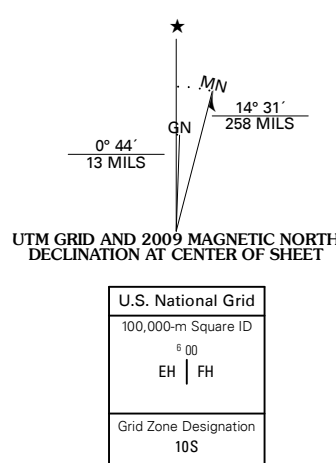 ★
MN
14° 31´
258 MILS
GN
0° 44´
13 MILS
UTM GRID AND 2009 MAGNETIC NORTH
DECLINATION AT CENTER OF SHEET
U.S. National Grid
100,000-m Square ID
6 00
EH | FH
Grid Zone Designation
10S